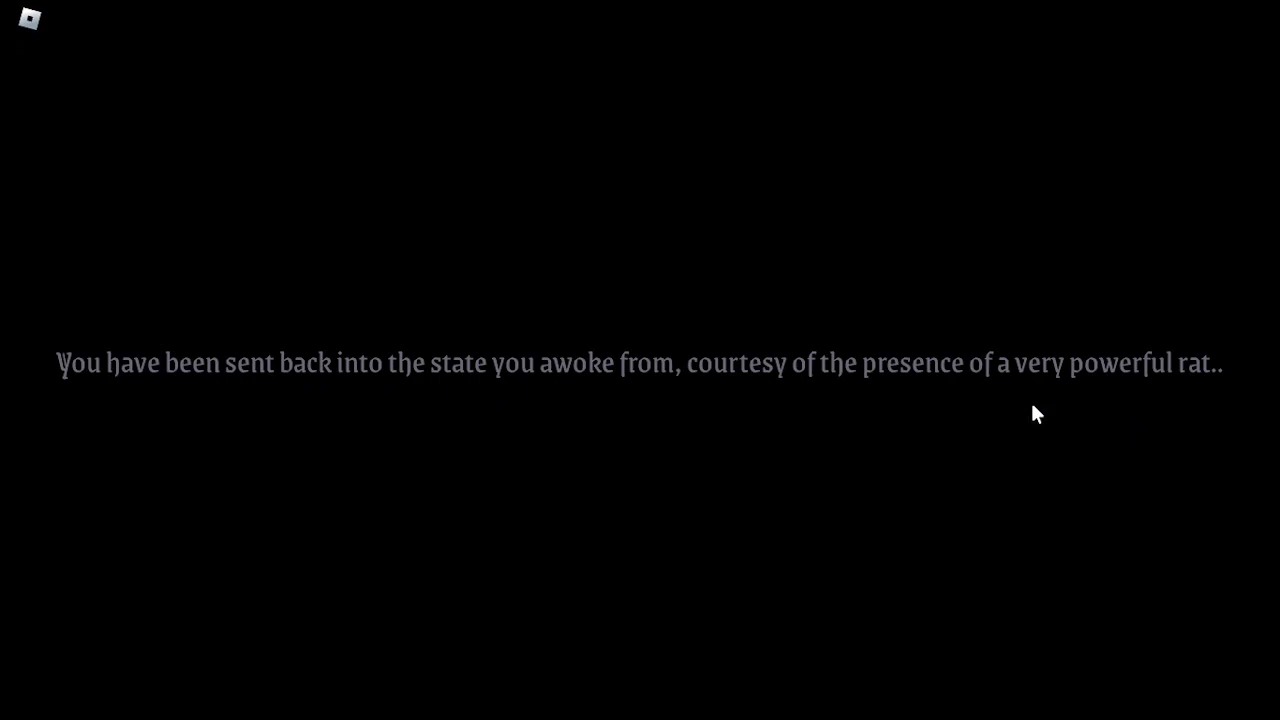 You have been sent back into the state you awoke from, courtesy of the presence of a very powerful rat..